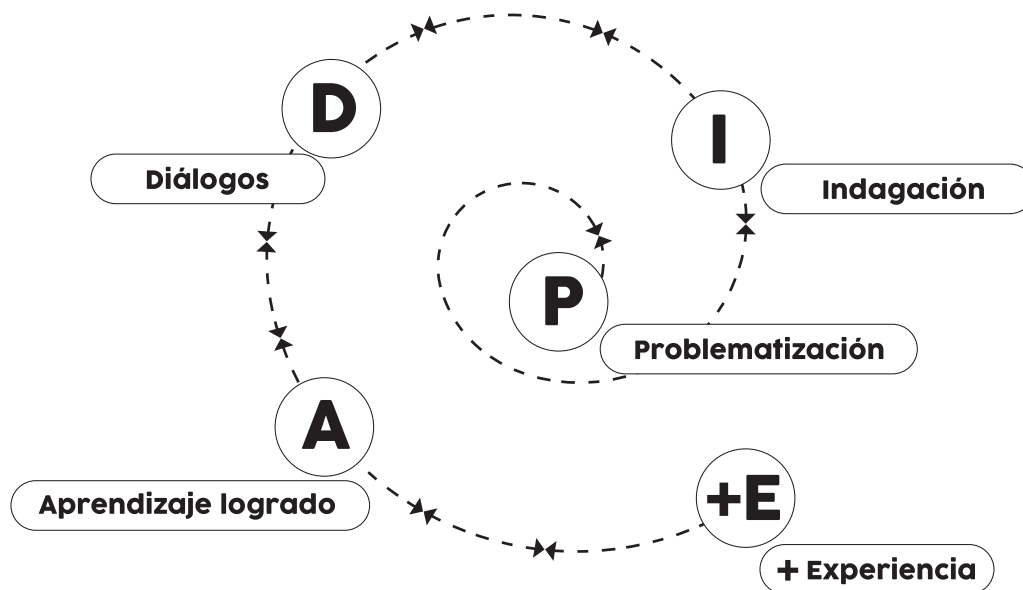 D
Diálogos
I
Indagación
P
Problematización
A
Aprendizaje logrado
+E
+ Experiencia